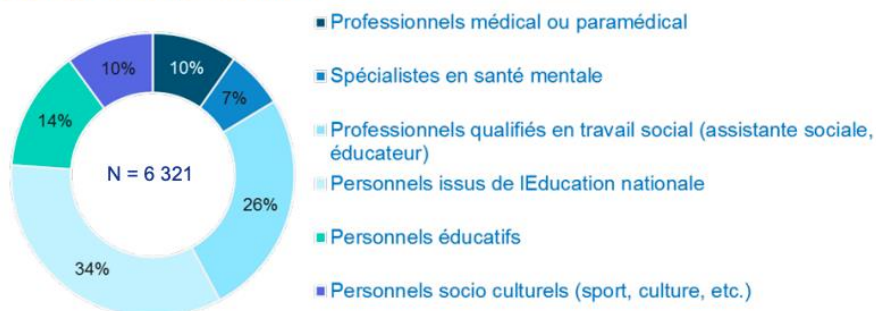 10%
10%
7%
14%
N = 6 321
26%
34%
Professionnels médical ou paramédical
Spécialistes en santé mentale
Professionnels qualifiés en travail social (assistante sociale,
éducateur)
Personnels issus de lEducation nationale
Personnels éducatifs
Personnels socio culturels (sport, culture, etc.)